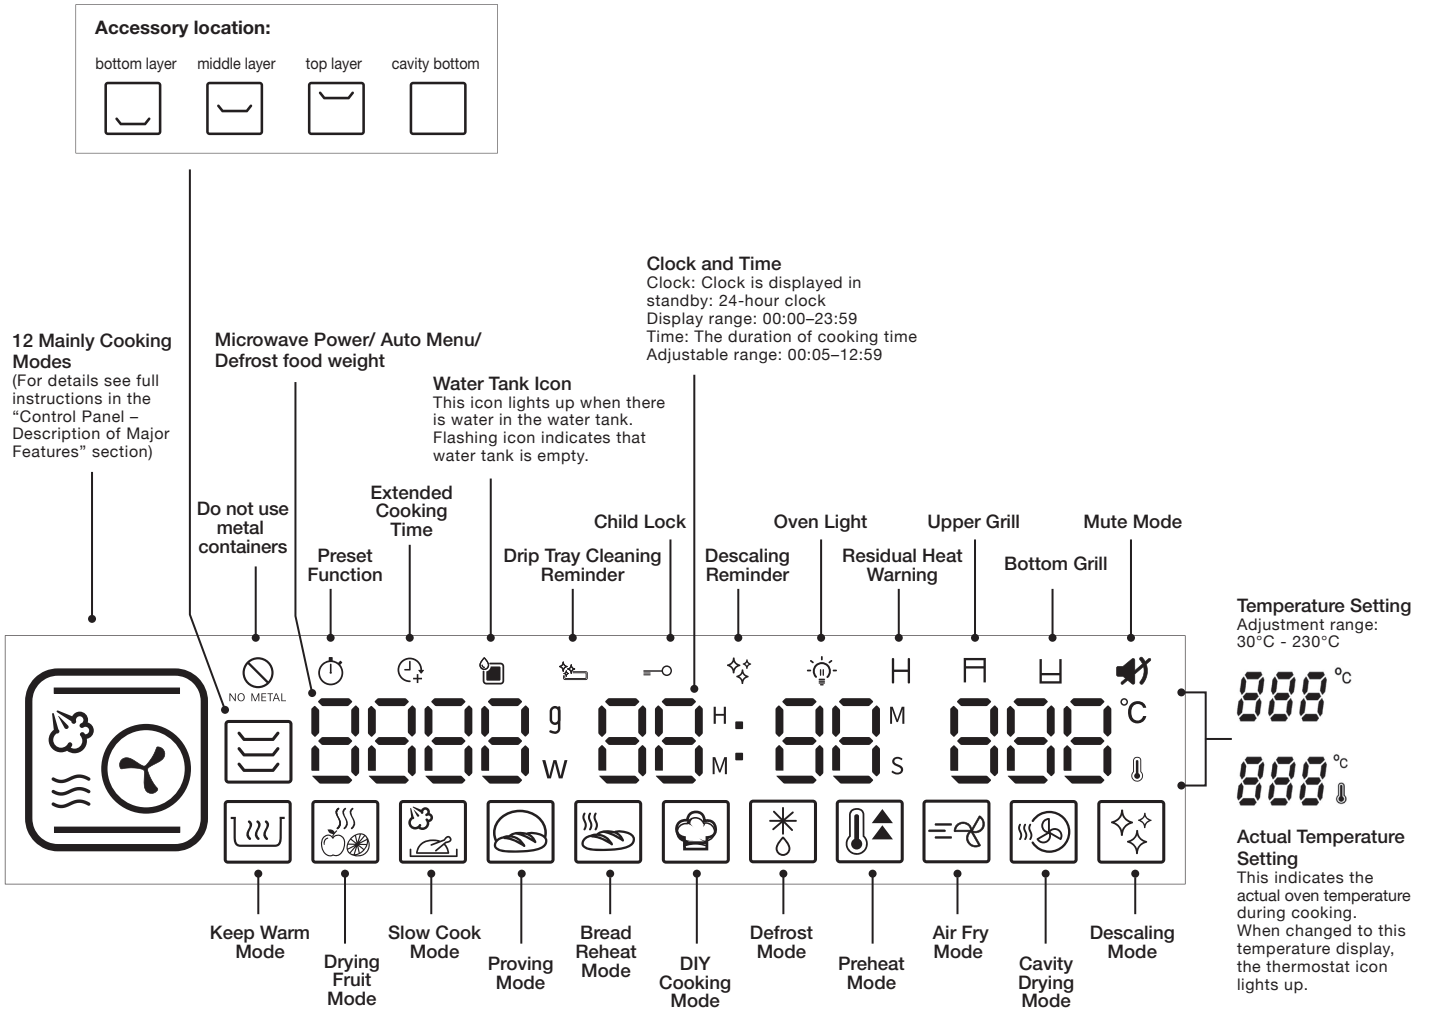 Accessory location:
bottom layer
middle layer
top layer
cavity bottom
Clock and Time
Clock: Clock is displayed in
standby: 24-hour clock
Display range: 00:00–23:59
Time: The duration of cooking time
Adjustable range: 00:05–12:59
12 Mainly Cooking
Modes
(For details see full
instructions in the
“Control Panel –
Description of Major
Features” section)
Microwave Power/ Auto Menu/
Defrost food weight
Water Tank Icon
This icon lights up when there
is water in the water tank.
Flashing icon indicates that
water tank is empty.
Do not use
metal
containers
Preset
Function
Extended
Cooking
Time
Drip Tray Cleaning
Reminder
Child Lock
Descaling
Reminder
Oven Light
Residual Heat
Warning
Upper Grill
Bottom Grill
Mute Mode
NO METAL
8888
g
W
88
H
M
:
88
M
S
888
°C
Temperature Setting
Adjustment range:
30°C - 230°C
888 °C
888 °C
Actual Temperature
Setting
This indicates the
actual oven temperature
during cooking.
When changed to this
temperature display,
the thermostat icon
lights up.
Keep Warm
Mode
Drying
Fruit
Mode
Slow Cook
Mode
Proving
Mode
Bread
Reheat
Mode
DIY
Cooking
Mode
Defrost
Mode
Preheat
Mode
Air Fry
Mode
Cavity
Drying
Mode
Descaling
Mode